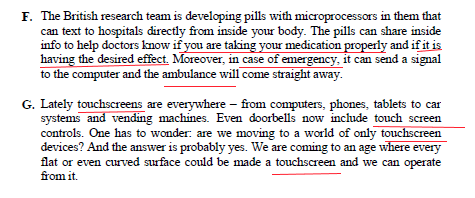 F. The British research team is developing pills with microprocessors in them that
can text to hospitals directly from inside your body. The pills can share inside
info to help doctors know if you are taking your medication properly and if it is
having the desired effect. Moreover, in case of emergency, it can send a signal
to the computer and the ambulance will come straight away.
G. Lately touchscreens are everywhere – from computers, phones, tablets to car
systems and vending machines. Even doorbells now include touch screen
controls. One has to wonder: are we moving to a world of only touchscreen
devices? And the answer is probably yes. We are coming to an age where every
flat or even curved surface could be made a touchscreen and we can operate
from it.